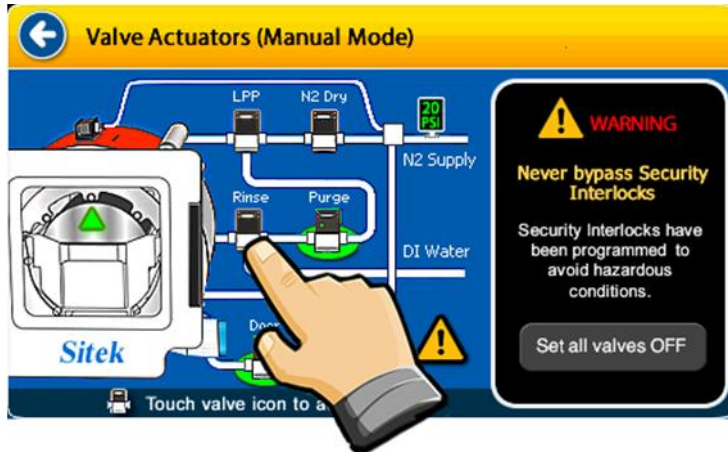 Valve Actuators (Manual Mode)
LPP
N2 Dry
20
PSI
N2 Supply
Rinse
Purge
DI Water
Sitek
Touch valve icon to
WARNING
Never bypass Security
Interlocks
Security Interlocks have
been programmed to
avoid hazardous
conditions.
Set all valves OFF